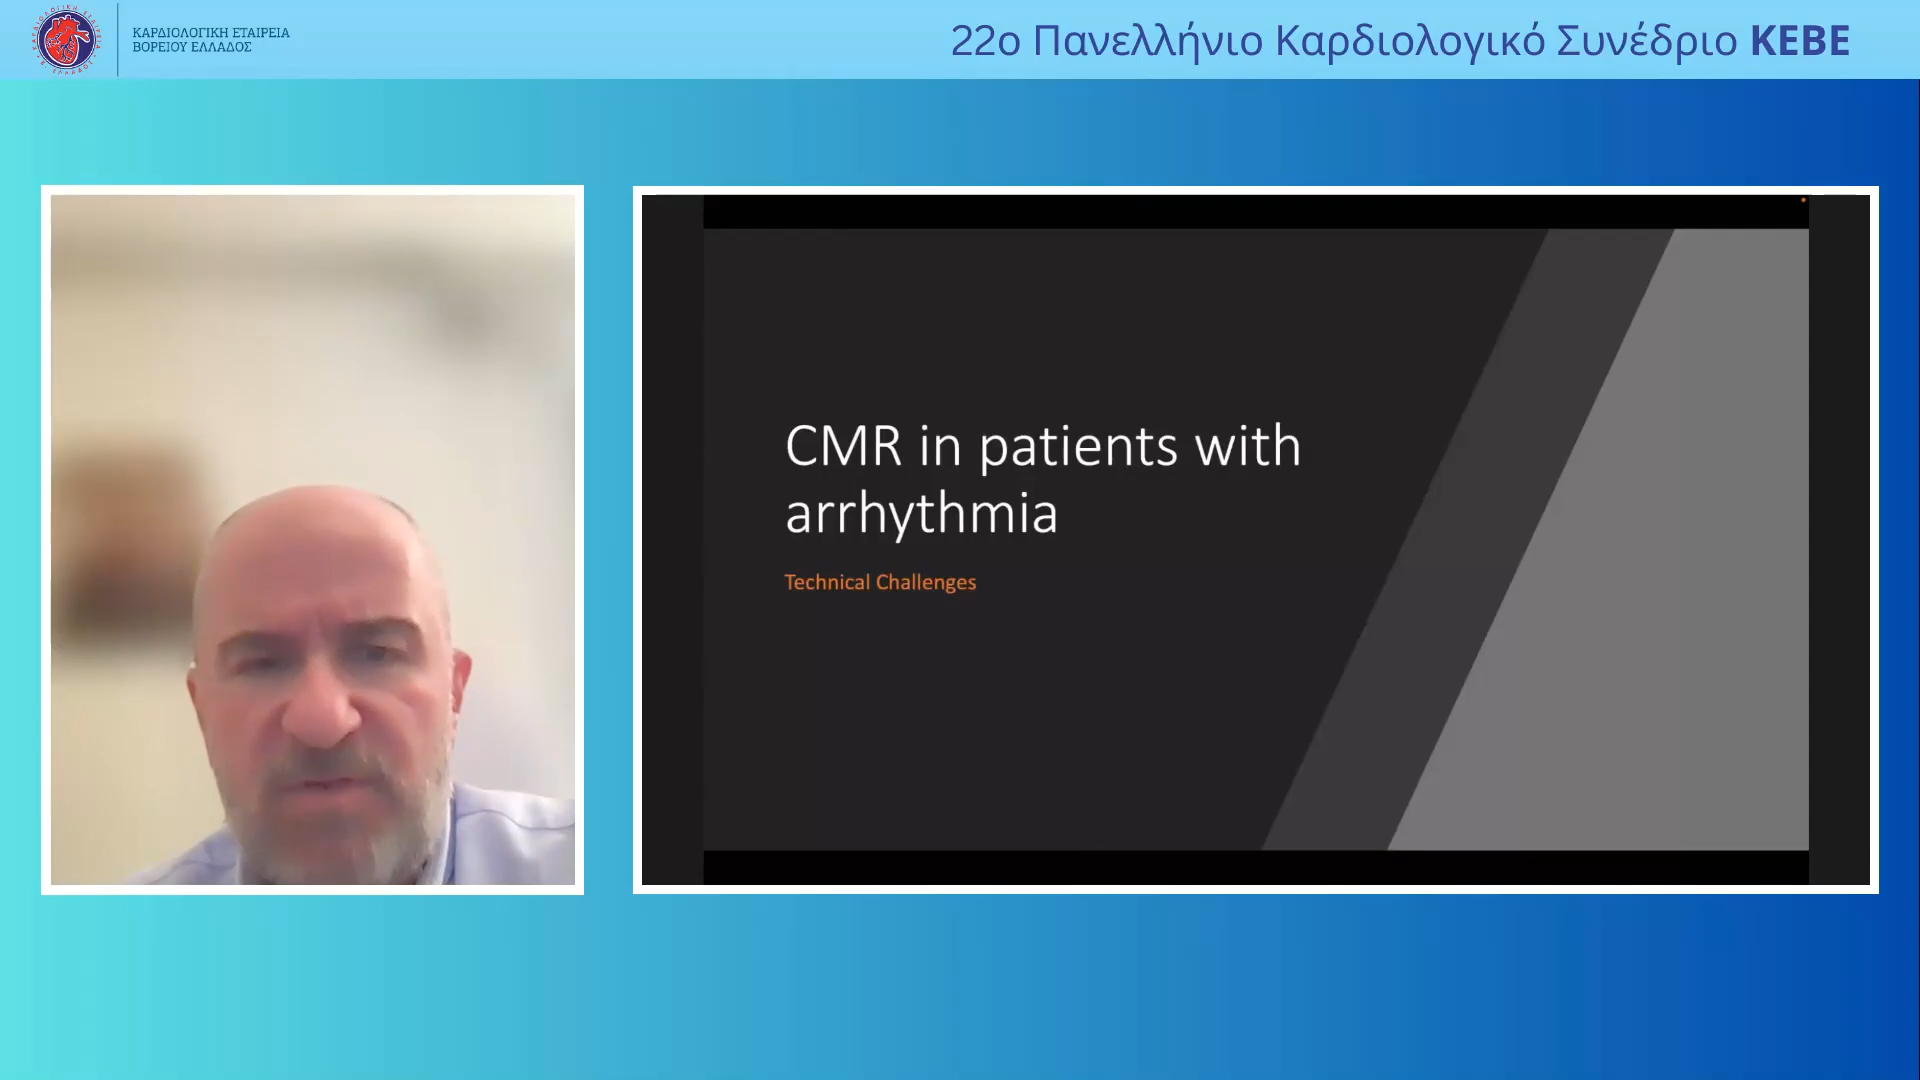 ΚΑΡΔΙΟΛΟΓΙΚΗ ΕΤΑΙΡΕΙΑ
ΒΟΡΕΙΟΥ ΕΛΛΑΔΟΣ
22ο Πανελλήνιο Καρδιολογικό Συνέδριο ΚΕΒΕ
CMR in patients with
arrhythmia
Technical Challenges